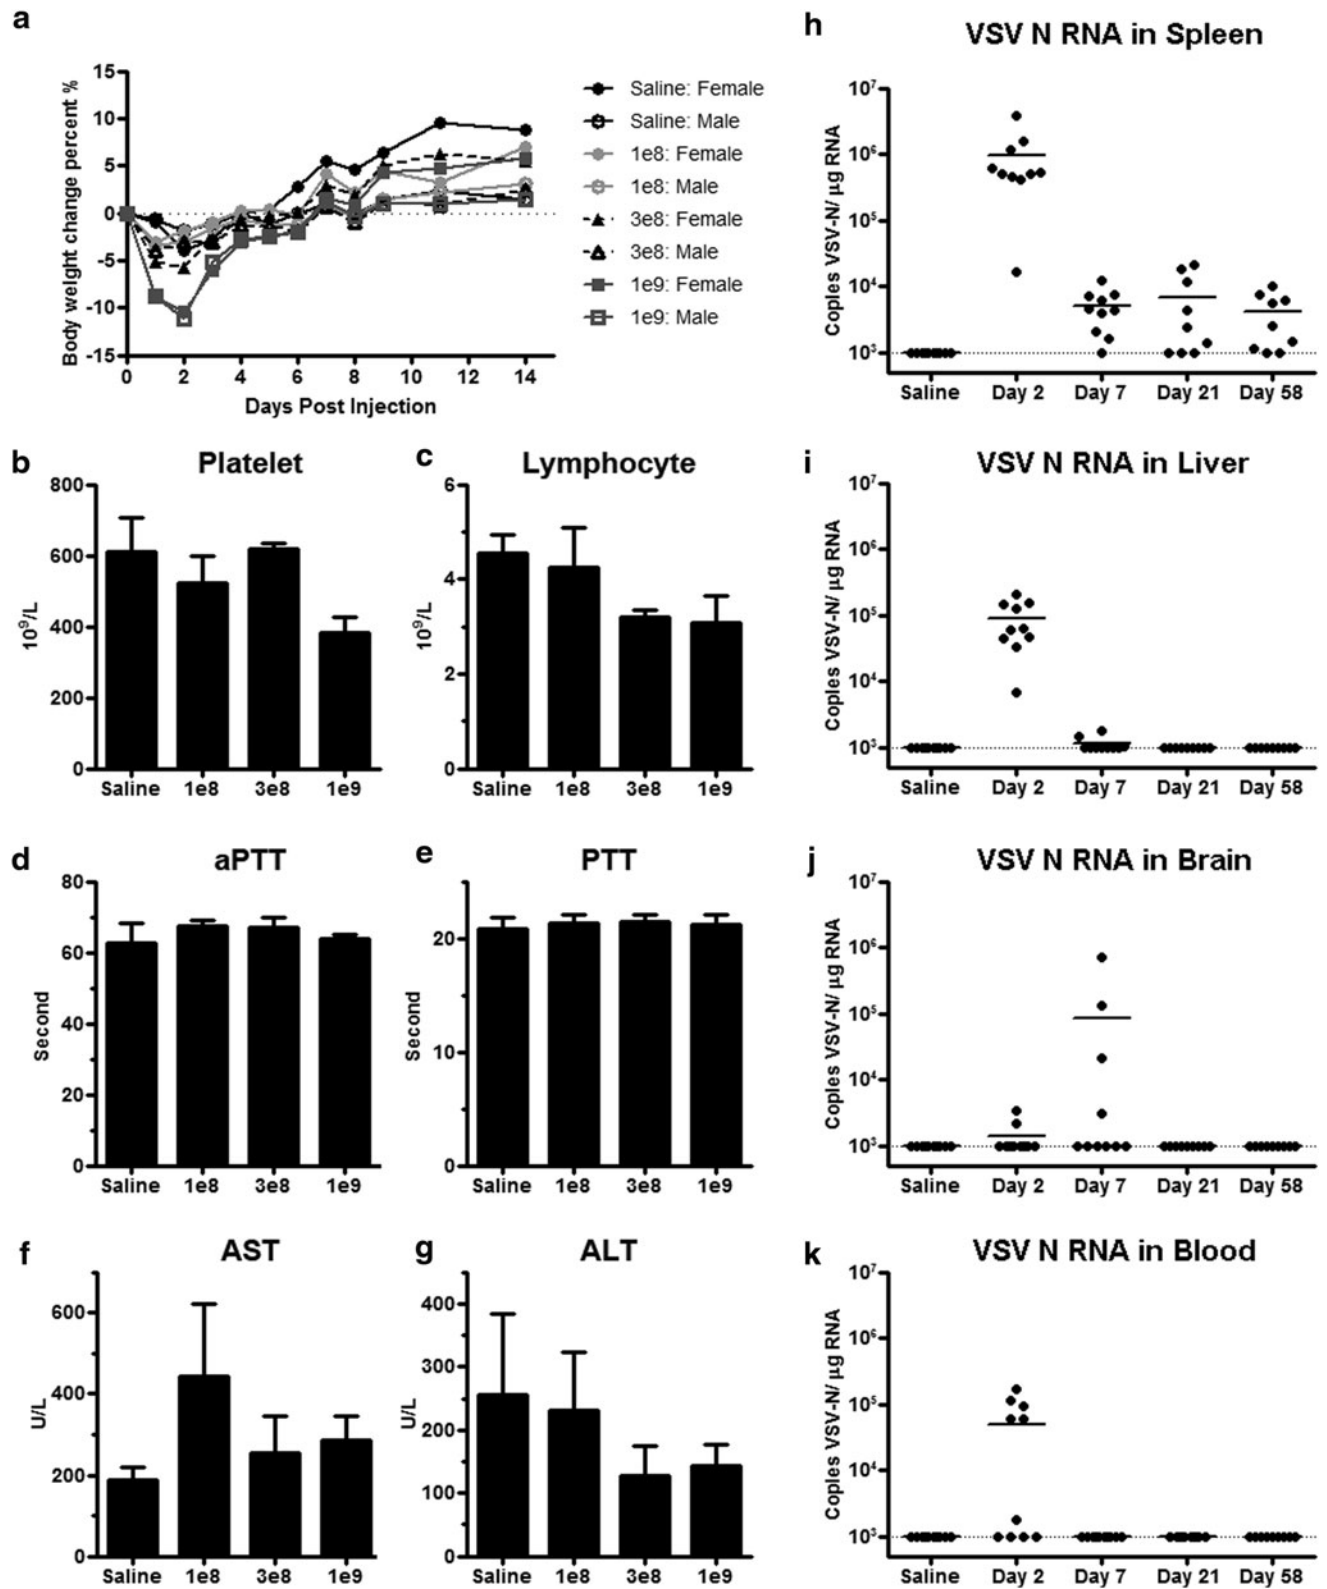 a
Body weight change percent %
15
10
5
0
-5
-10
-15
0 2 4 6 8 10 12 14
Days Post Injection
Saline: Female
Saline: Male
1e8: Female
1e8: Male
3e8: Female
3e8: Male
1e9: Female
1e9: Male
b
Platelet
10⁹/L
800
600
400
200
0
Saline 1e8 3e8 1e9
c
Lymphocyte
10⁹/L
6
4
2
0
Saline 1e8 3e8 1e9
d
aPTT
Second
80
60
40
20
0
Saline 1e8 3e8 1e9
e
PTT
Second
20
10
0
Saline 1e8 3e8 1e9
f
AST
U/L
600
400
200
0
Saline 1e8 3e8 1e9
g
ALT
U/L
400
300
200
100
0
Saline 1e8 3e8 1e9
h
VSV N RNA in Spleen
Copies VSV-N/ µg RNA
10⁷
10⁶
10⁵
10⁴
10³
Saline Day 2 Day 7 Day 21 Day 58
i
VSV N RNA in Liver
Copies VSV-N/ µg RNA
10⁷
10⁶
10⁵
10⁴
10³
Saline Day 2 Day 7 Day 21 Day 58
j
VSV N RNA in Brain
Copies VSV-N/ µg RNA
10⁷
10⁶
10⁵
10⁴
10³
Saline Day 2 Day 7 Day 21 Day 58
k
VSV N RNA in Blood
Copies VSV-N/ µg RNA
10⁷
10⁶
10⁵
10⁴
10³
Saline Day 2 Day 7 Day 21 Day 58